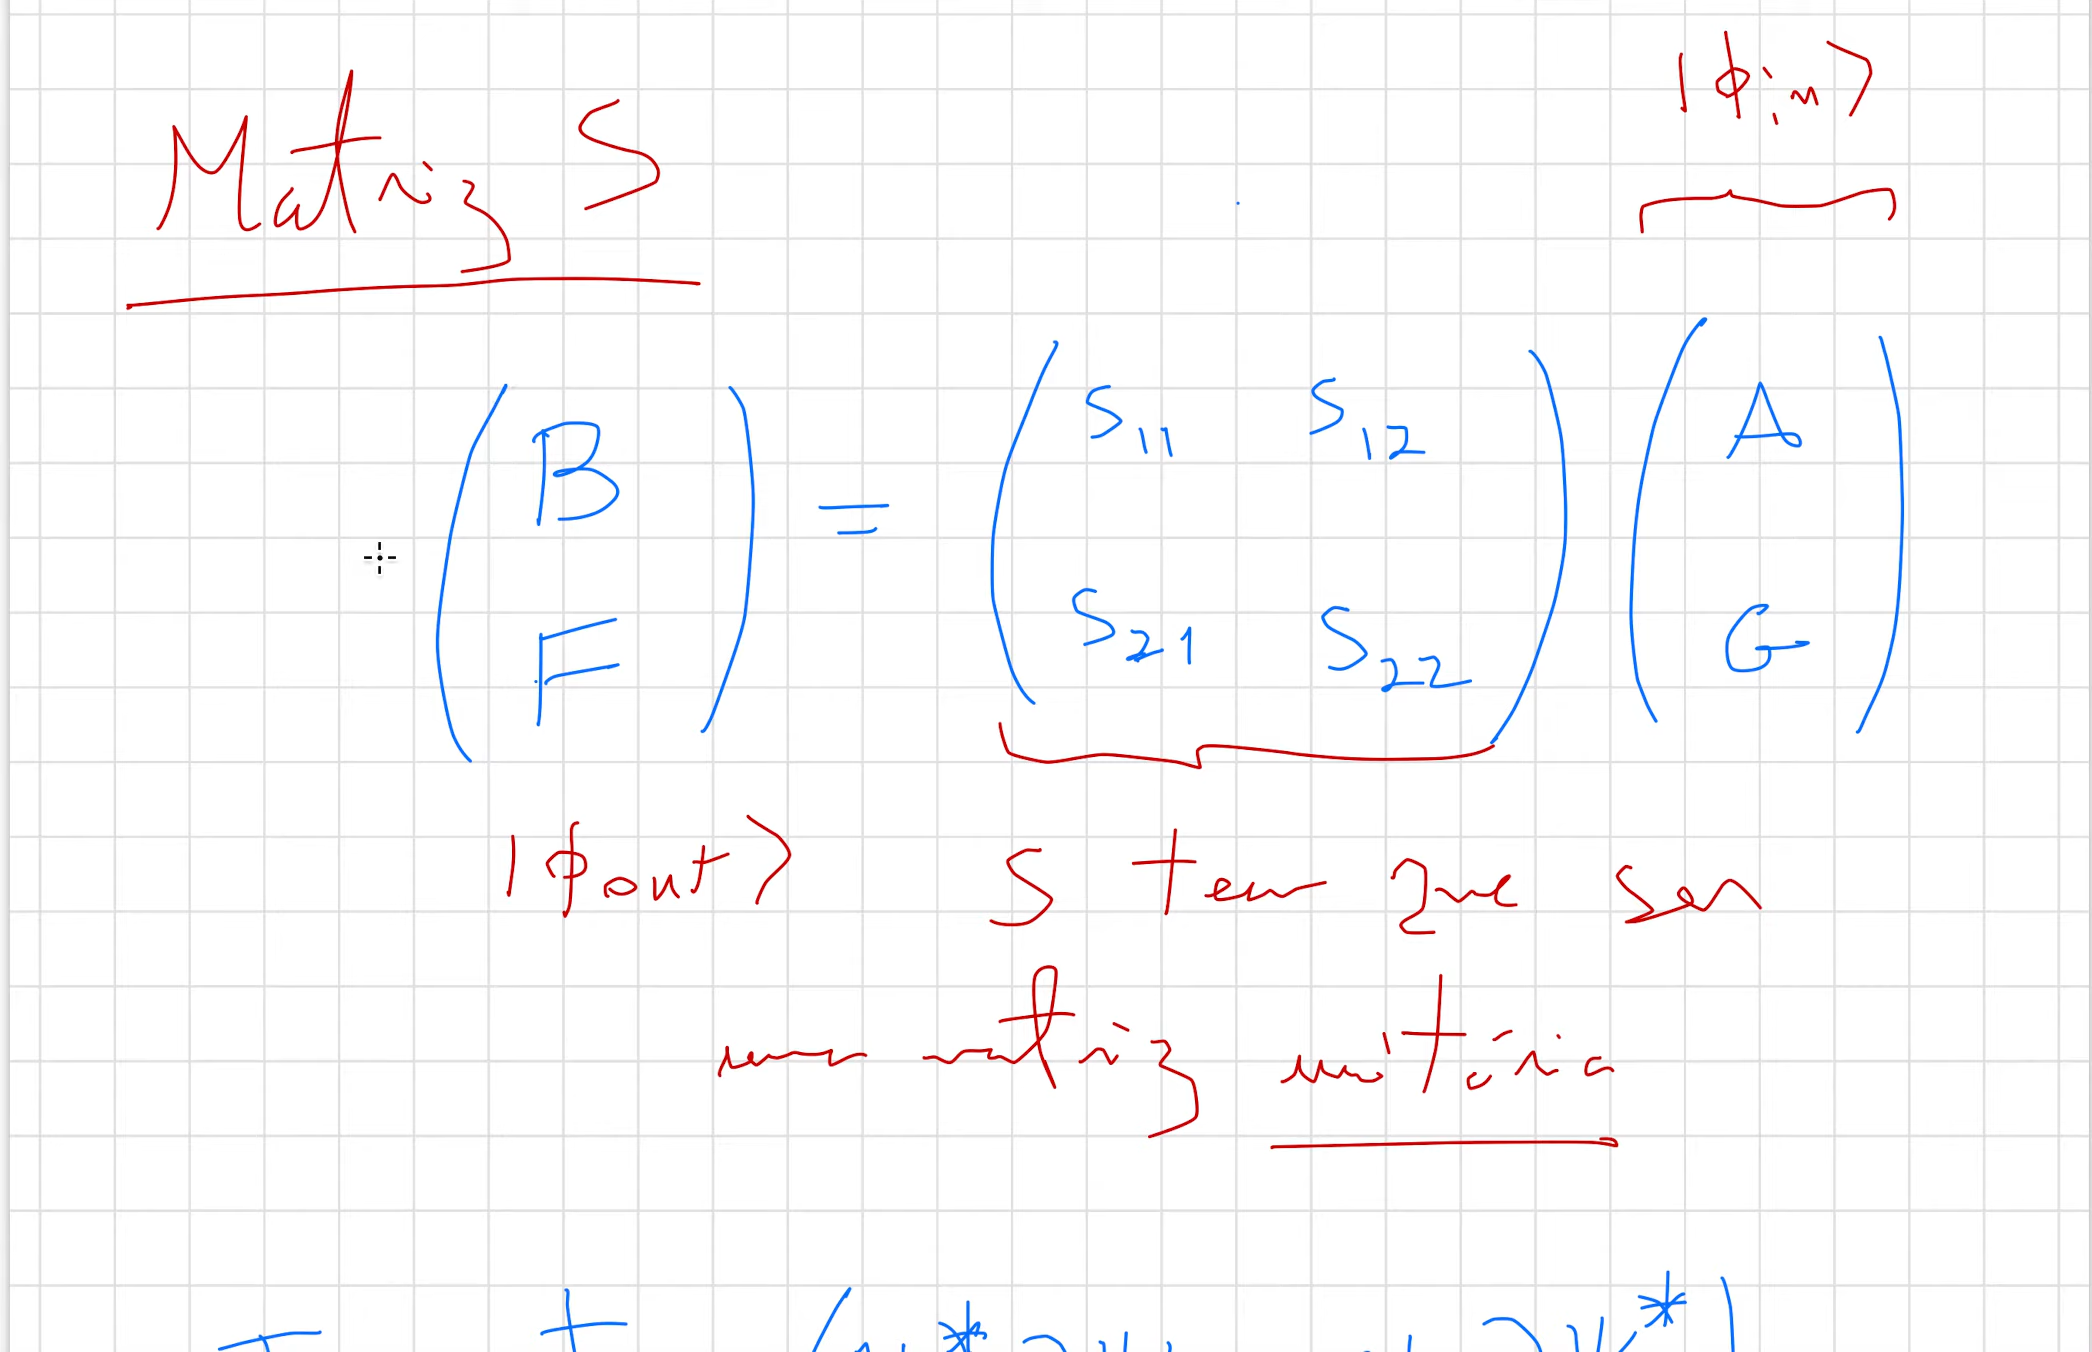 Matriz S
|ϕin⟩
( B ) = ( S11 S12 ) ( A )
( F ) ( S21 S22 ) ( G )
|ϕout⟩ S tem que ser
uma matriz unitária